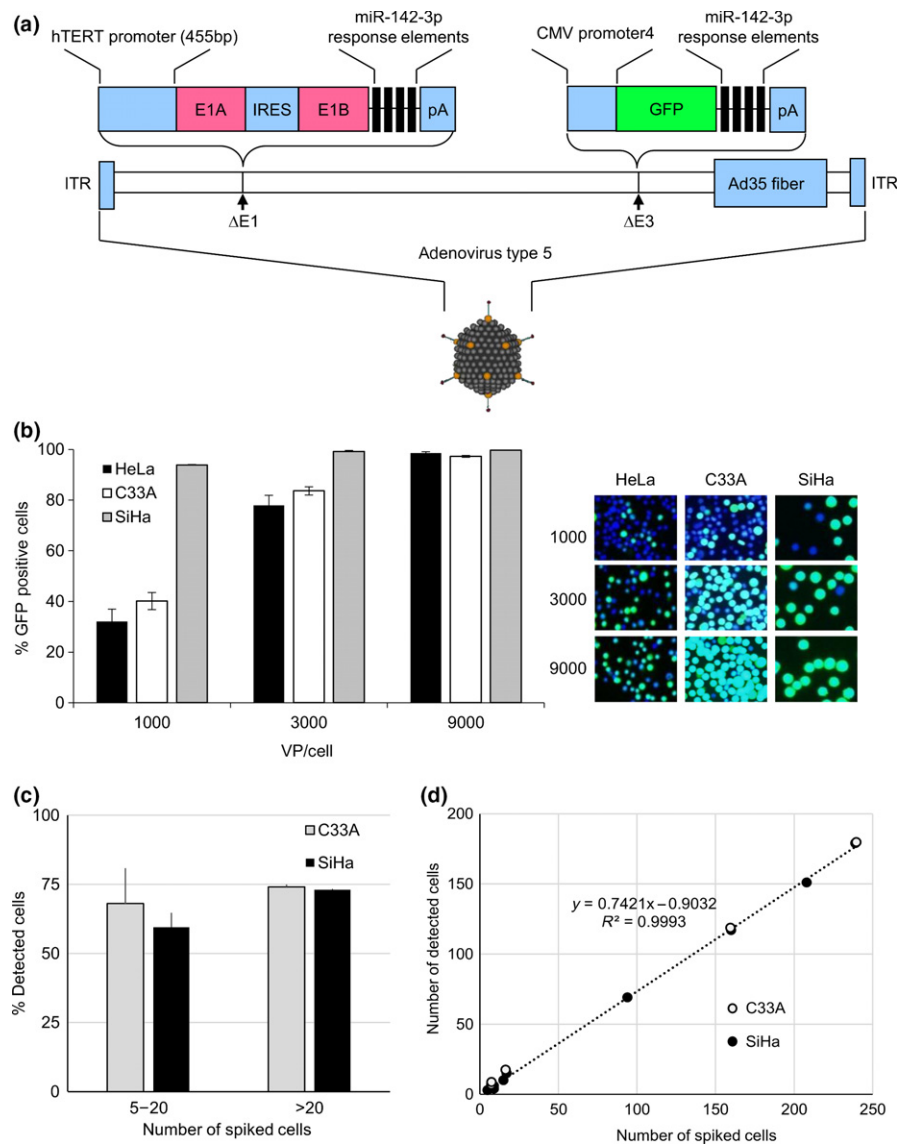 (a)
hTERT promoter (455bp)
miR-142-3p
response elements
CMV promoter4
miR-142-3p
response elements
E1A
IRES
E1B
pA
GFP
pA
ITR
Ad35 fiber
ITR
ΔE1
ΔE3
Adenovirus type 5
(b)
% GFP positive cells
100
80
60
40
20
0
HeLa
C33A
SiHa
1000
3000
9000
VP/cell
HeLa
C33A
SiHa
1000
3000
9000
(c)
% Detected cells
100
75
50
25
0
C33A
SiHa
5–20
>20
Number of spiked cells
(d)
Number of detected cells
200
150
100
50
0
y = 0.7421x – 0.9032
R² = 0.9993
C33A
SiHa
0
50
100
150
200
250
Number of spiked cells